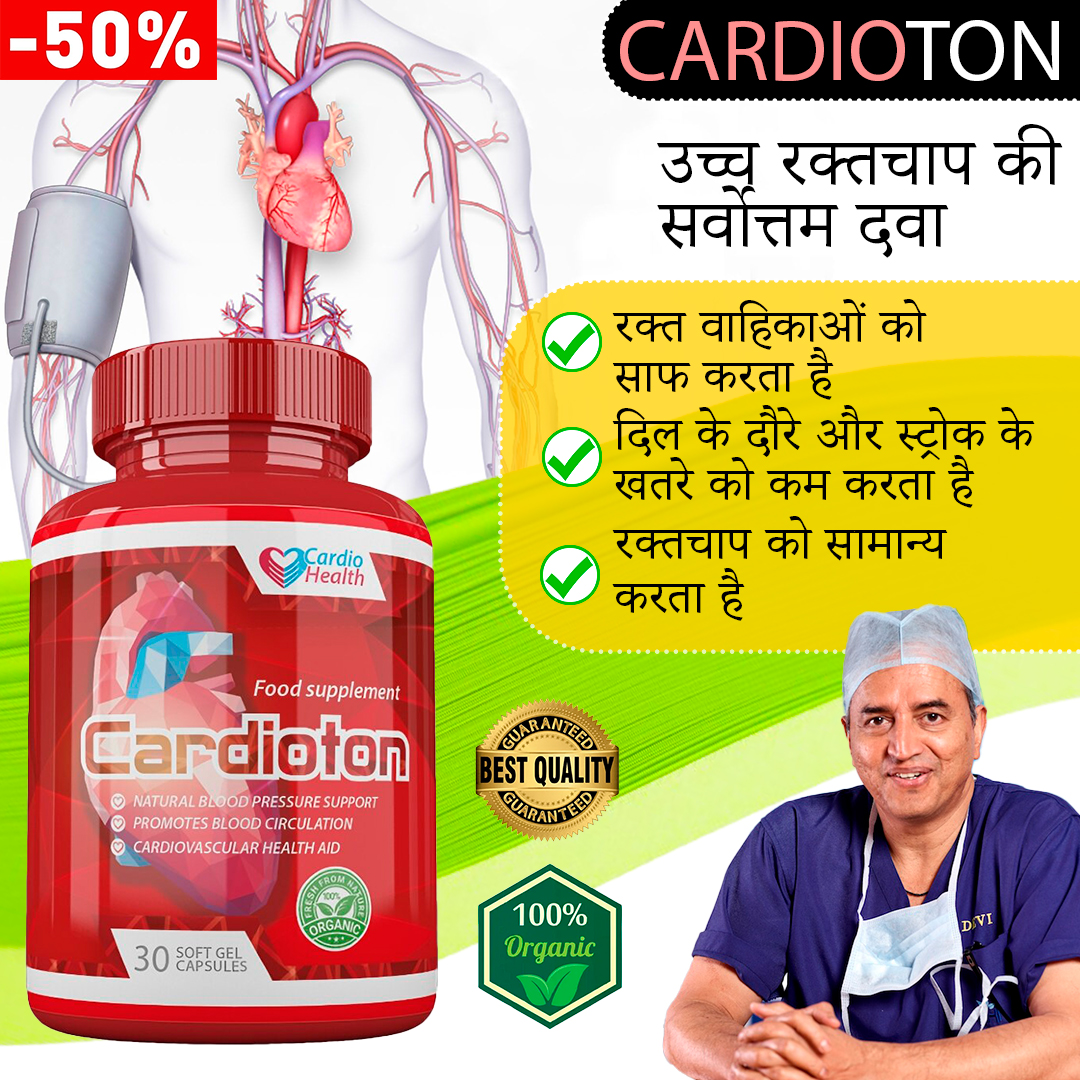 -50%
CARDIOTON
उच्च रक्तचाप की
सर्वोत्तम दवा
रक्त वाहिकाओं को
साफ करता है
दिल के दौरे और स्ट्रोक के
खतरे को कम करता है
रक्तचाप को सामान्य
करता है
Cardio
Health
Food supplement
Cardioton
NATURAL BLOOD PRESSURE SUPPORT
PROMOTES BLOOD CIRCULATION
CARDIOVASCULAR HEALTH AID
FRESH FROM NATURE
100%
ORGANIC
30 SOFT GEL
CAPSULES
GUARANTEED
BEST QUALITY
GUARANTEED
100%
Organic